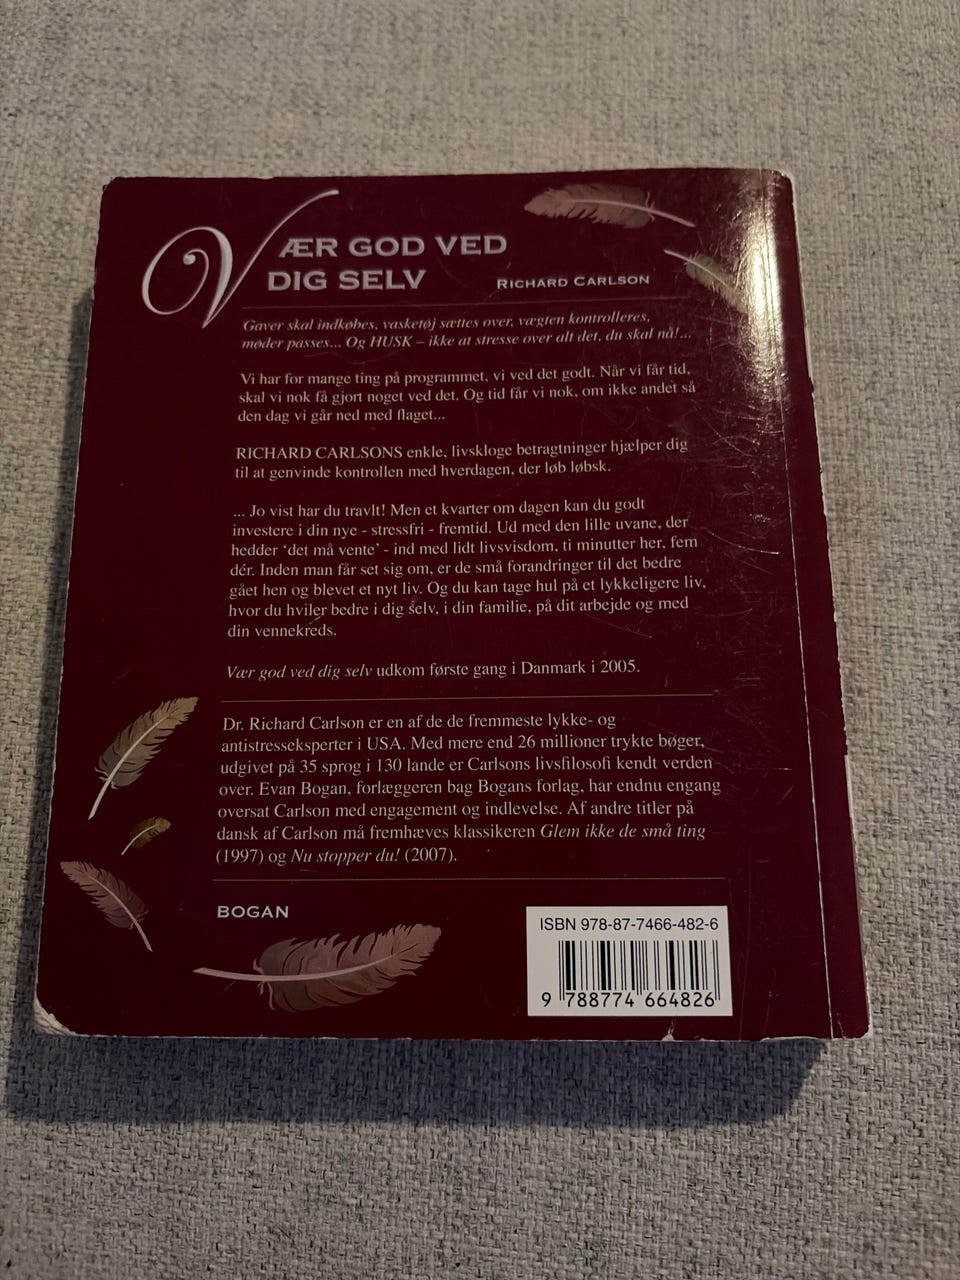 VÆR GOD VED
DIG SELV
RICHARD CARLSON
Gaver skal indkøbes, vasketøj sættes over, vægten kontrolleres,
møder passes... Og HUSK – ikke at stresse over alt det, du skal nå!...
Vi har for mange ting på programmet, vi ved det godt. Når vi får tid,
skal vi nok få gjort noget ved det. Og tid får vi nok, om ikke andet så
den dag vi går ned med flaget...
RICHARD CARLSONS enkle, livskloge betragtninger hjælper dig
til at genvinde kontrollen med hverdagen, der løb løbsk.
... Jo vist har du travlt! Men et kvarter om dagen kan du godt
investere i din nye - stressfri - fremtid. Ud med den lille uvane, der
hedder ‘det må vente’ - ind med lidt livsvisdom, ti minutter her, fem
dér. Inden man får set sig om, er de små forandringer til det bedre
gået hen og blevet et nyt liv. Og du kan tage hul på et lykkeligere liv,
hvor du hviler bedre i dig selv, i din familie, på dit arbejde og med
din vennekreds.
Vær god ved dig selv udkom første gang i Danmark i 2005.
Dr. Richard Carlson er en af de de fremmeste lykke- og
antistresseksperter i USA. Med mere end 26 millioner trykte bøger,
udgivet på 35 sprog i 130 lande er Carlsons livsfilosofi kendt verden
over. Evan Bogan, forlæggeren bag Bogans forlag, har endnu engang
oversat Carlson med engagement og indlevelse. Af andre titler på
dansk af Carlson må fremhæves klassikeren Glem ikke de små ting
(1997) og Nu stopper du! (2007).
BOGAN
ISBN 978-87-7466-482-6
9 788774 664826